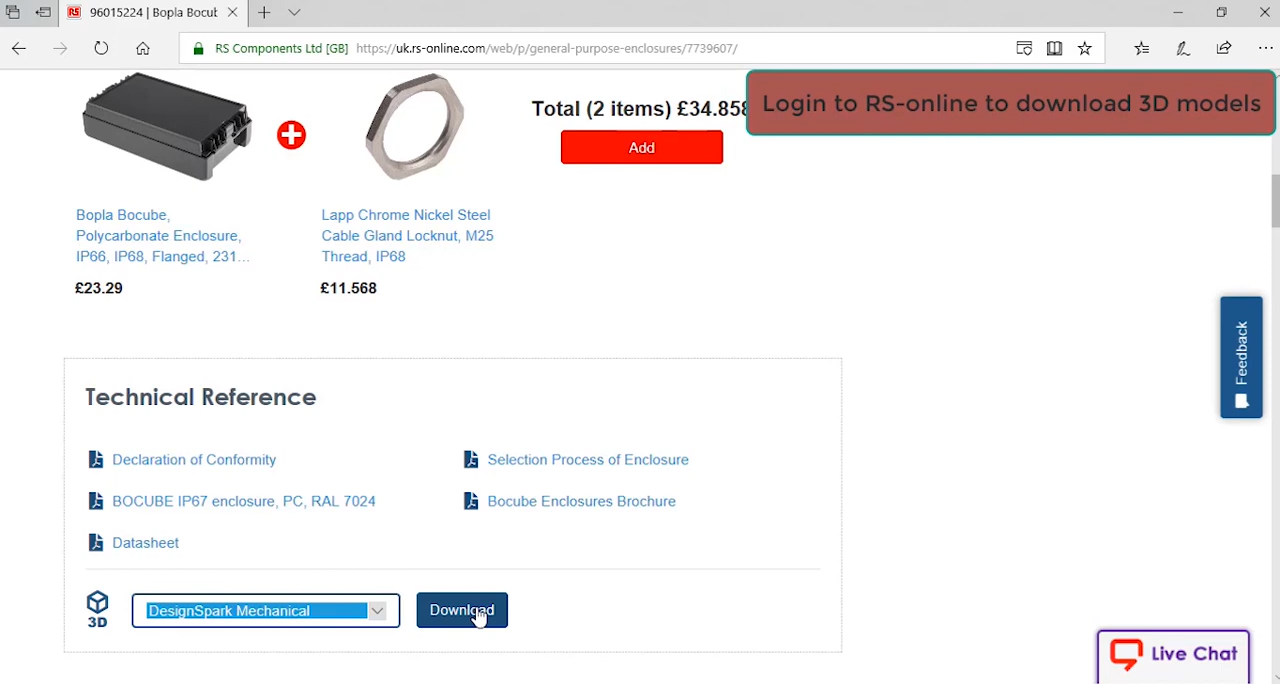 RS 96015224 | Bopla Bocub
RS Components Ltd [GB] https://uk.rs-online.com/web/p/general-purpose-enclosures/7739607/
Login to RS-online to download 3D models
Total (2 items) £34.858
Add
Bopla Bocube,
Polycarbonate Enclosure,
IP66, IP68, Flanged, 231...
£23.29
Lapp Chrome Nickel Steel
Cable Gland Locknut, M25
Thread, IP68
£11.568
Feedback
Technical Reference
Declaration of Conformity
Selection Process of Enclosure
BOCUBE IP67 enclosure, PC, RAL 7024
Bocube Enclosures Brochure
Datasheet
3D
DesignSpark Mechanical
Download
Live Chat